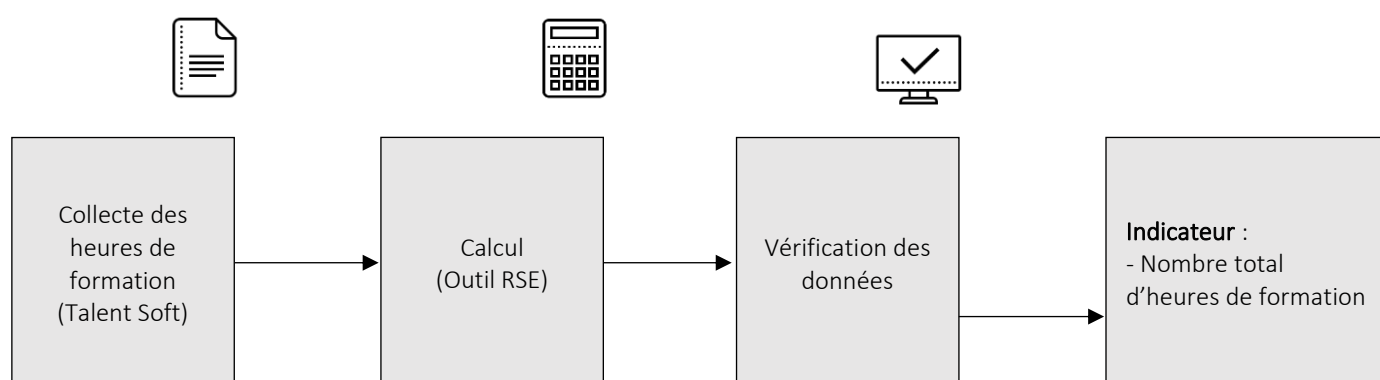 Collecte des
heures de
formation
(Talent Soft)
Calcul
(Outil RSE)
Vérification des
données
Indicateur :
- Nombre total
d’heures de formation